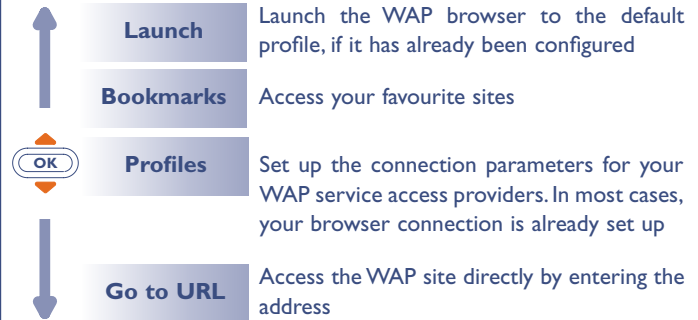 Launch
Launch the WAP browser to the default
profile, if it has already been configured
Bookmarks
Access your favourite sites
OK
Profiles
Set up the connection parameters for your
WAP service access providers. In most cases,
your browser connection is already set up
Go to URL
Access the WAP site directly by entering the
address